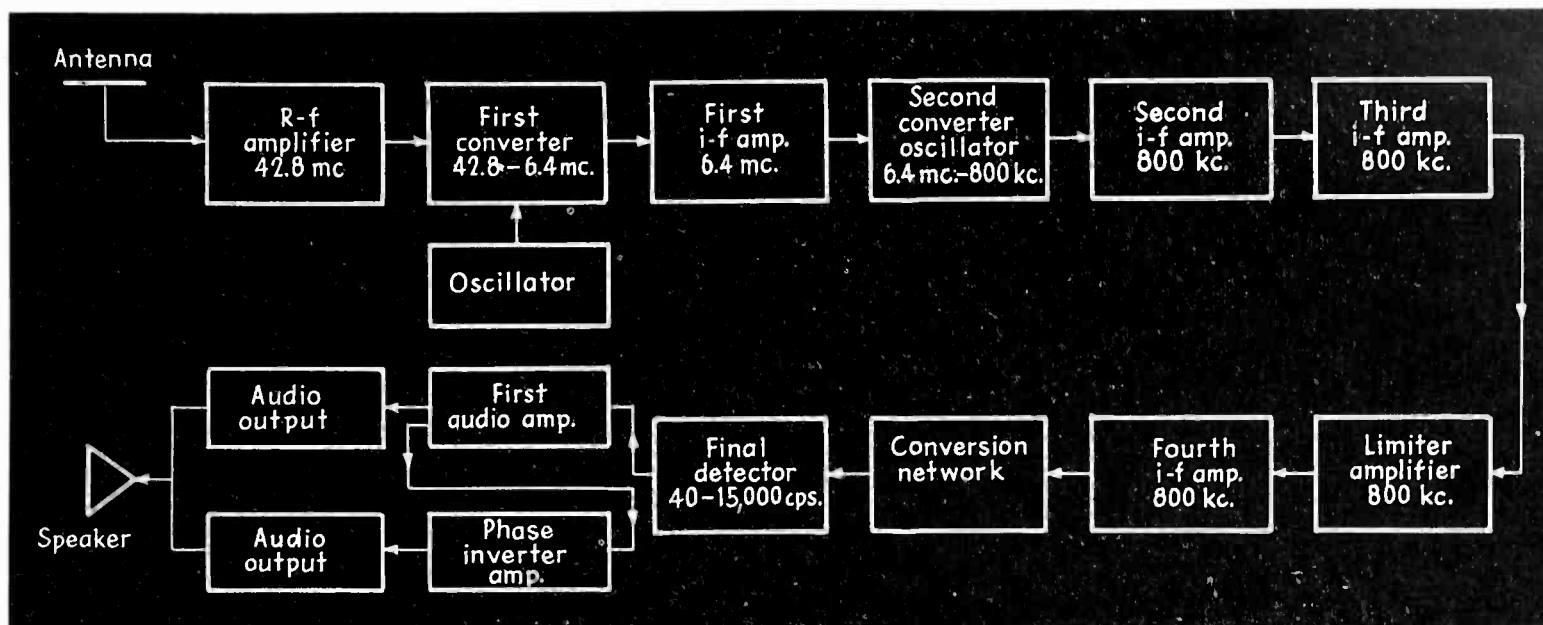 Antenna
R-f
amplifier
42.8 mc
First
converter
42.8–6.4mc.
First
i-f amp.
6.4 mc.
Second
converter
oscillator
6.4 mc.–800 kc.
Second
i-f amp.
800 kc.
Third
i-f amp.
800 kc.
Oscillator
Limiter
amplifier
800 kc.
Fourth
i-f amp.
800 kc.
Conversion
network
Final
detector
40–15,000 cps.
First
audio amp.
Audio
output
Phase
inverter
amp.
Audio
output
Speaker